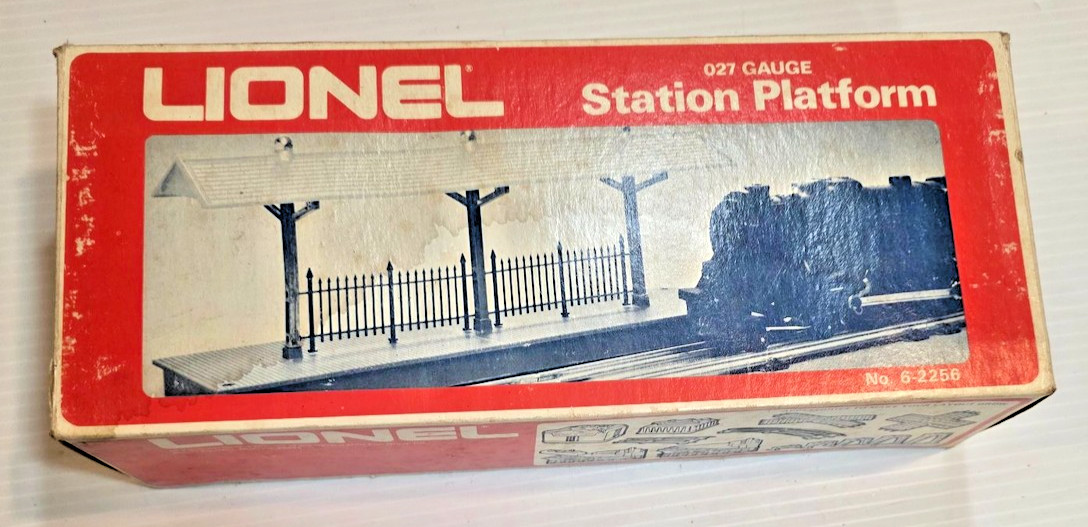 LIONEL®
027 GAUGE
Station Platform
No. 6-2256
LIONEL